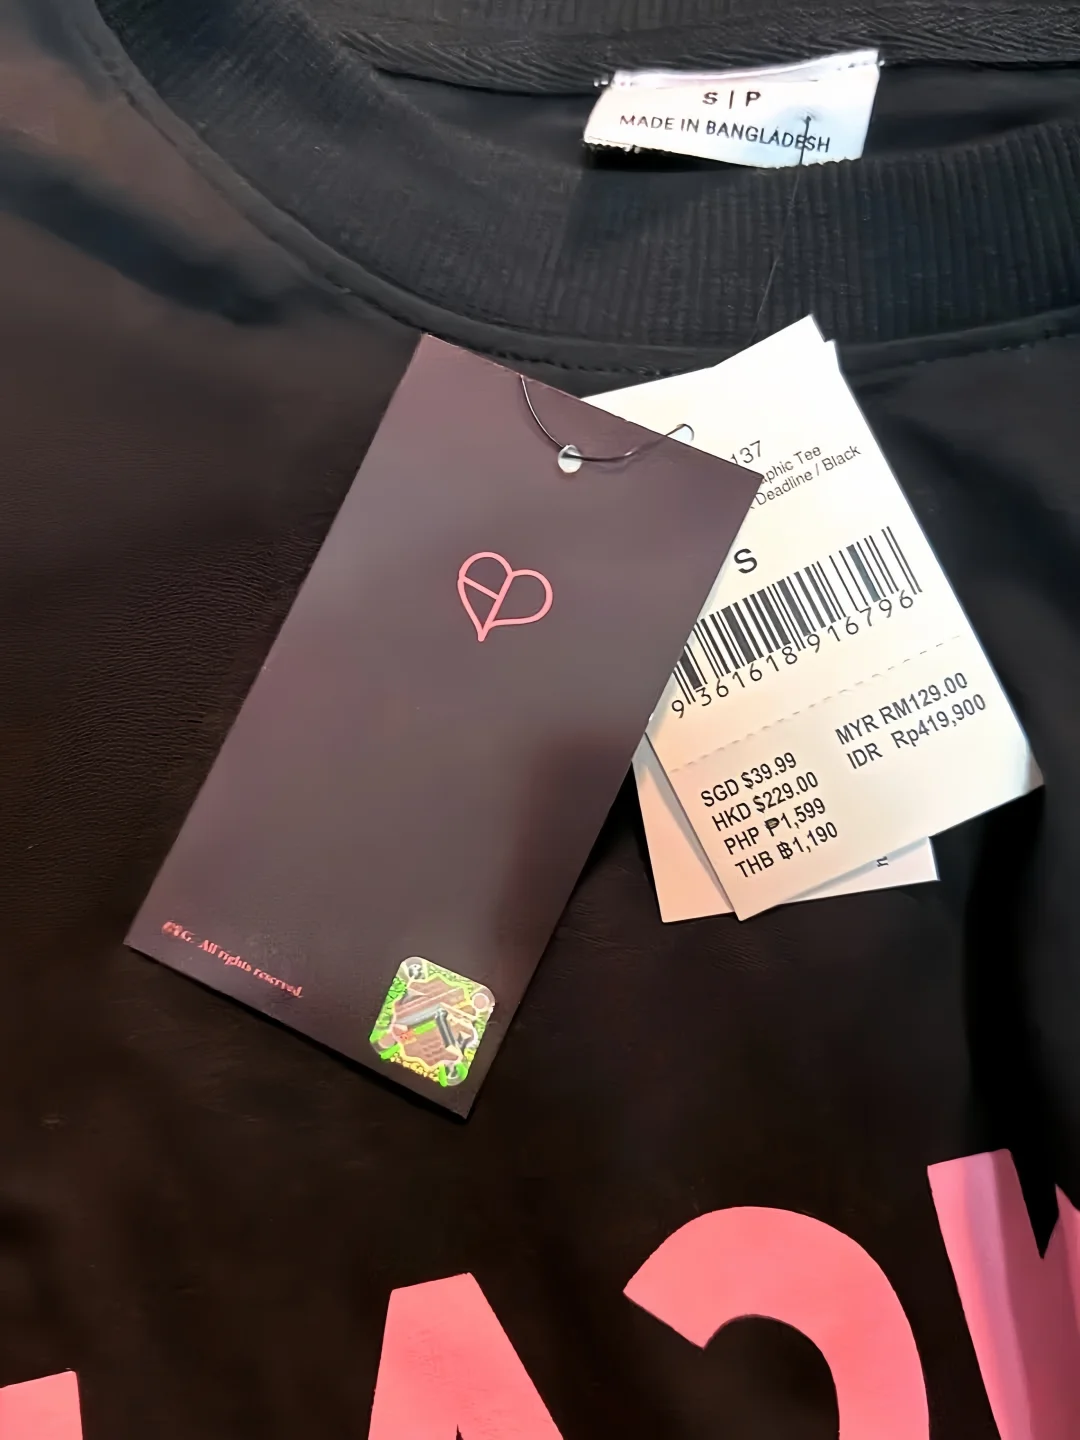 S | P
MADE IN BANGLADESH
137
aphic Tee
Deadline / Black
S
9 361618 916796
SGD $39.99
HKD $229.00
PHP ₱1,599
THB ฿1,190
MYR RM129.00
IDR Rp419,900
All rights reserved.
ACK